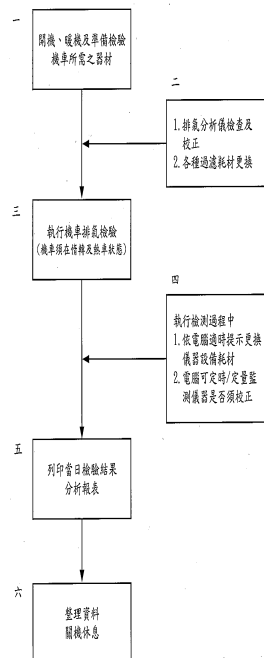 一
開機、暖機及準備檢驗
機車所需之器材
二
1.排氣分析儀檢查及
校正
2.各種過濾耗材更換
三
執行機車排氣檢驗
(機車須在惰轉及熱車狀態)
四
執行檢測過程中
1.依電腦適時提示更換
儀器設備耗材
2.電腦可定時/定量監
測儀器是否須校正
五
列印當日檢驗結果
分析報表
六
整理資料
關機休息